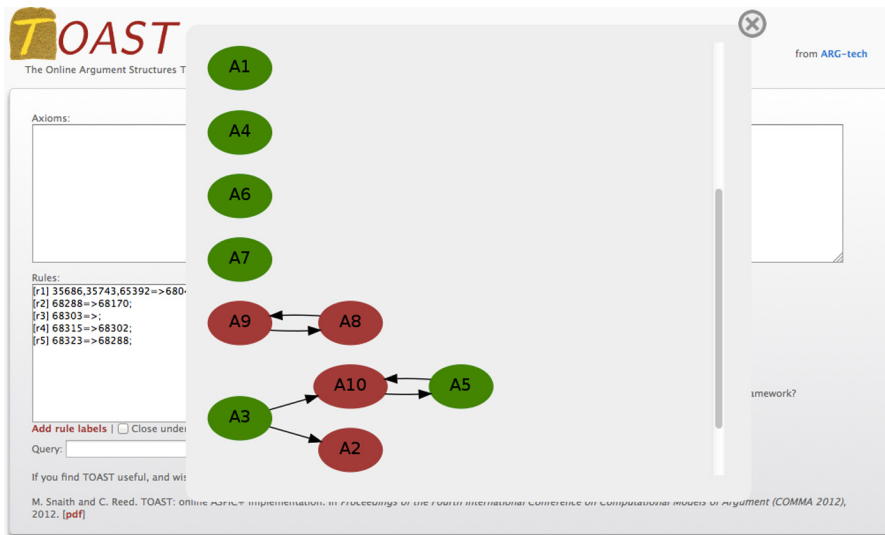 TOAST
The Online Argument Structures T
from ARG-tech
Axioms:
A1
A4
A6
A7
A9 A8
A10 A5
A3
A2
Rules:
[r1] 35686,35743,65392=>680
[r2] 68288=>68170;
[r3] 68303=>;
[r4] 68315=>68302;
[r5] 68323=>68288;
amework?
Add rule labels | Close under
Query:
If you find TOAST useful, and wis
M. Snaith and C. Reed. TOAST: online ASPIC+ implementation. In Proceedings of the Fourth International Conference on Computational Models of Argument (COMMA 2012),
2012. [pdf]